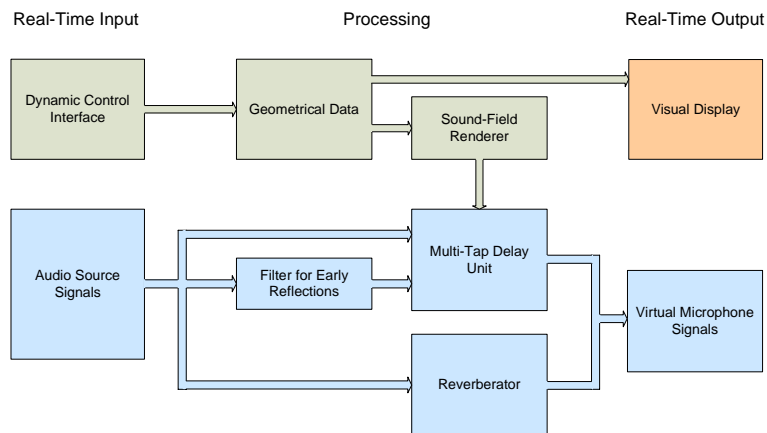 Real-Time Input
Processing
Real-Time Output
Dynamic Control
Interface
Geometrical Data
Sound-Field
Renderer
Visual Display
Audio Source
Signals
Filter for Early
Reflections
Multi-Tap Delay
Unit
Virtual Microphone
Signals
Reverberator